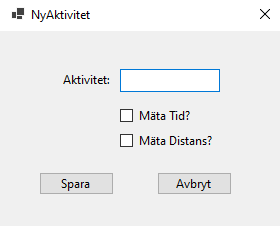 NyAktivitet
Aktivitet:
Mäta Tid?
Mäta Distans?
Spara Avbryt